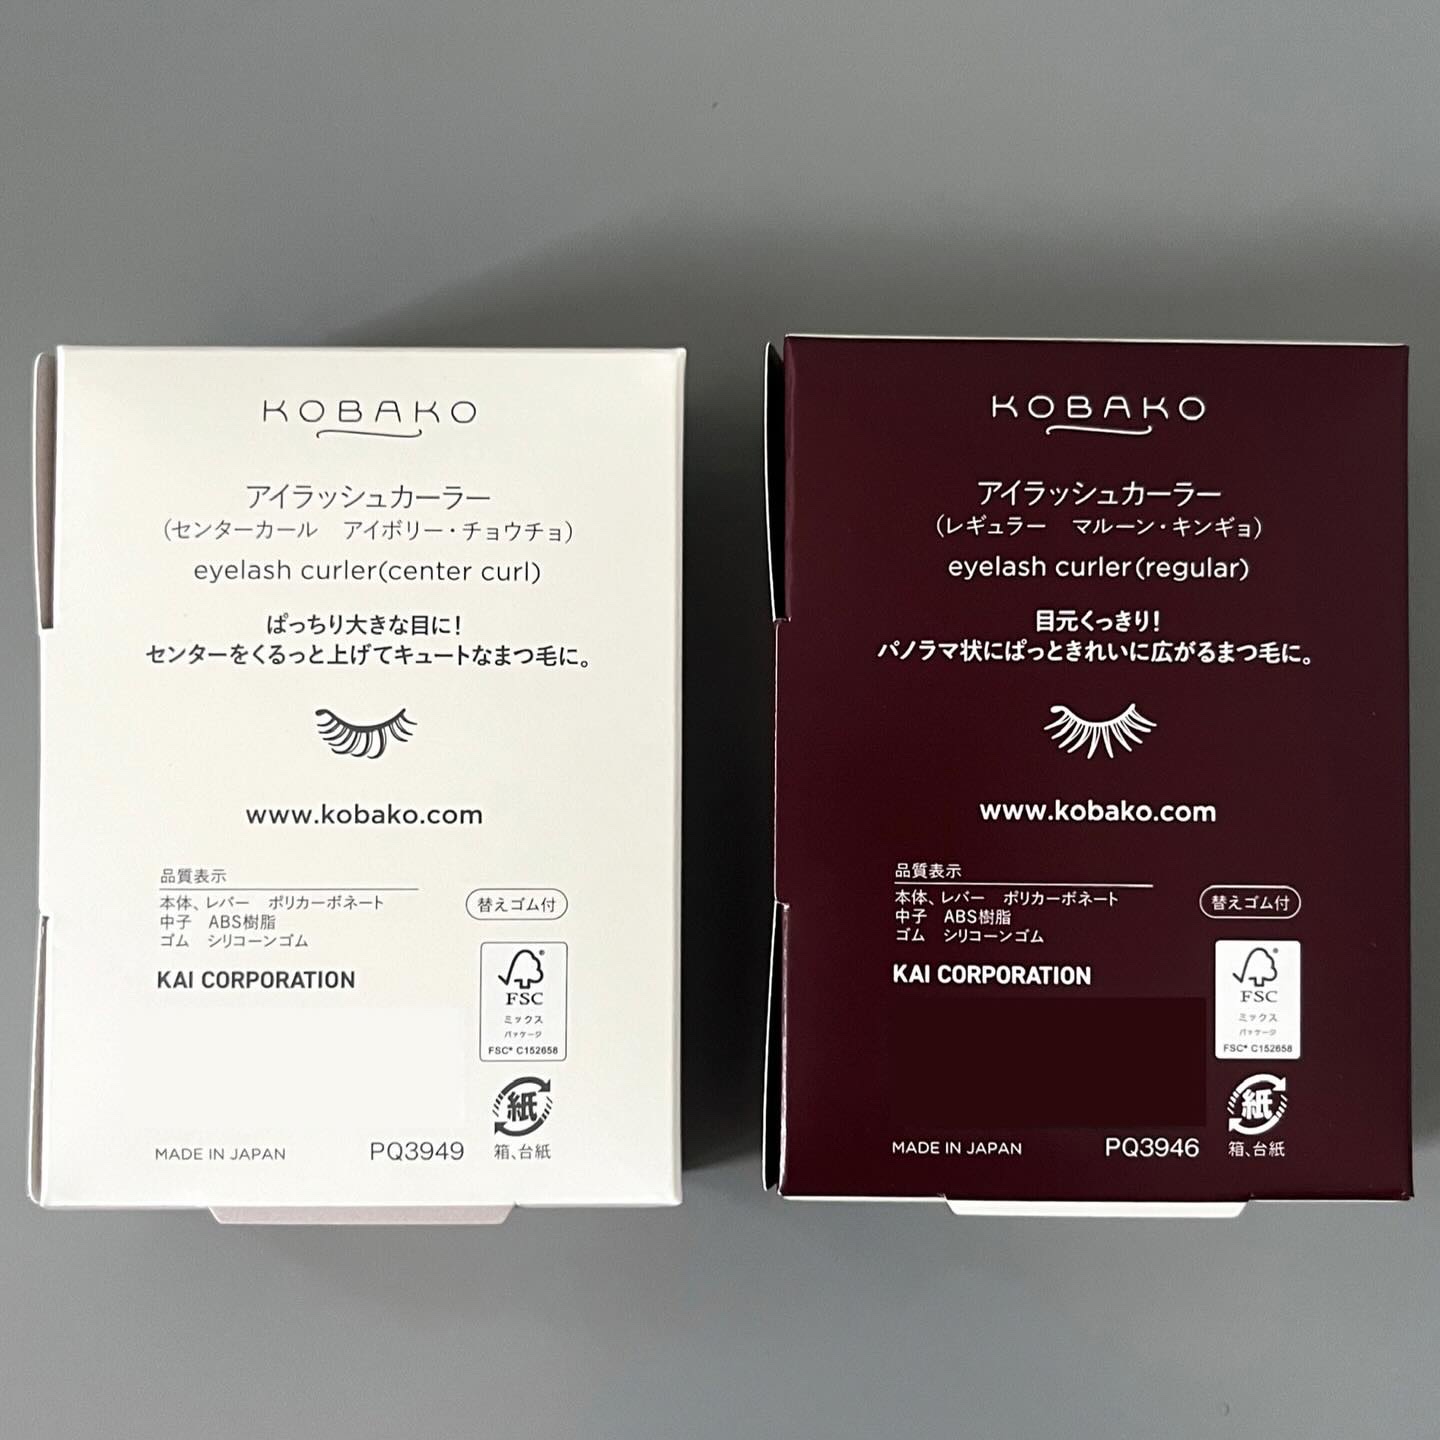 KOBAKO
アイラッシュカーラー
（センターカール　アイボリー・チョウチョ）
eyelash curler(center curl)
ぱっちり大きな目に！
センターをくるっと上げてキュートなまつ毛に。
www.kobako.com
品質表示
本体、レバー　ポリカーボネート
中子　ABS樹脂
ゴム　シリコーンゴム
替えゴム付
KAI CORPORATION
FSC
ミックス
パッケージ
FSC® C152658
紙
MADE IN JAPAN
PQ3949
箱、台紙
KOBAKO
アイラッシュカーラー
（レギュラー　マルーン・キンギョ）
eyelash curler(regular)
目元くっきり！
パノラマ状にぱっときれいに広がるまつ毛に。
www.kobako.com
品質表示
本体、レバー　ポリカーボネート
中子　ABS樹脂
ゴム　シリコーンゴム
替えゴム付
KAI CORPORATION
FSC
ミックス
パッケージ
FSC® C152658
紙
MADE IN JAPAN
PQ3946
箱、台紙